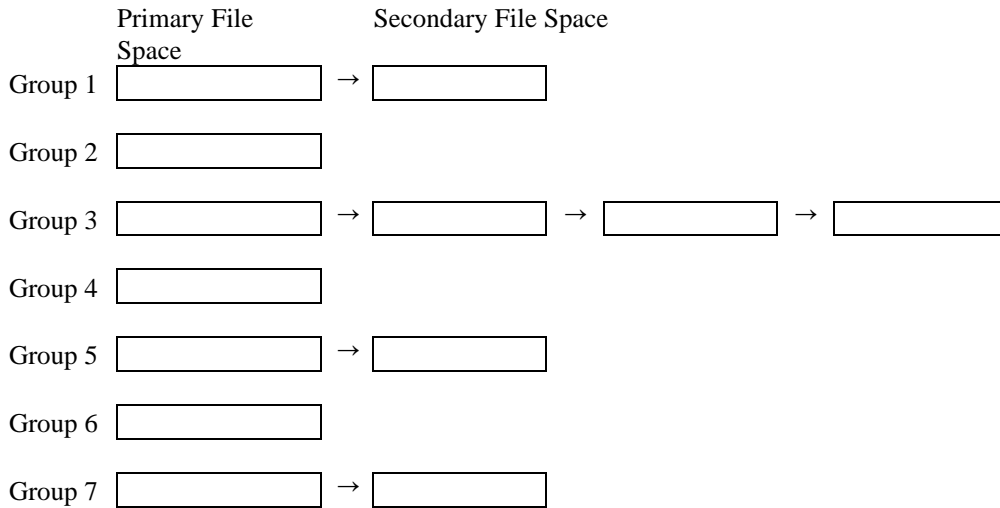 Primary File Secondary File Space
Space
Group 1 → 
Group 2
Group 3 → → →
Group 4
Group 5 →
Group 6
Group 7 →